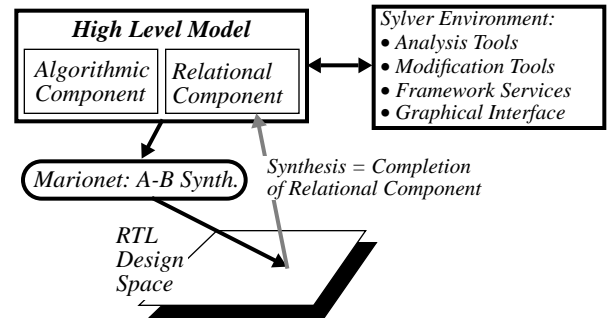 High Level Model
Algorithmic
Component
Relational
Component
Sylver Environment:
• Analysis Tools
• Modification Tools
• Framework Services
• Graphical Interface
Marionet: A-B Synth.
Synthesis = Completion
of Relational Component
RTL
Design
Space